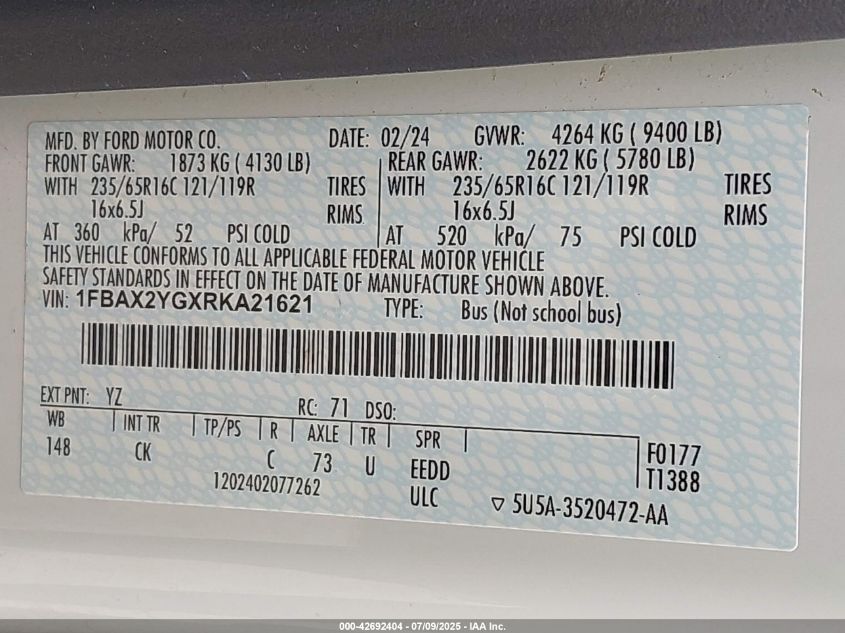 MFD. BY FORD MOTOR CO. DATE: 02/24 GVWR: 4264 KG ( 9400 LB)
FRONT GAWR: 1873 KG ( 4130 LB) REAR GAWR: 2622 KG ( 5780 LB)
WITH 235/65R16C 121/119R TIRES WITH 235/65R16C 121/119R TIRES
16x6.5J RIMS 16x6.5J RIMS
AT 360 kPa/ 52 PSI COLD AT 520 kPa/ 75 PSI COLD
THIS VEHICLE CONFORMS TO ALL APPLICABLE FEDERAL MOTOR VEHICLE
SAFETY STANDARDS IN EFFECT ON THE DATE OF MANUFACTURE SHOWN ABOVE.
VIN: 1FBAX2YGXRKA21621 TYPE: Bus (Not school bus)
EXT PNT: YZ RC: 71 DSO:
WB INT TR TP/PS R AXLE TR SPR
148 CK C 73 U EEDD F0177
1202402077262 ULC T1388
▽ 5U5A-3520472-AA
000-42692404 - 07/09/2025 - IAA Inc.